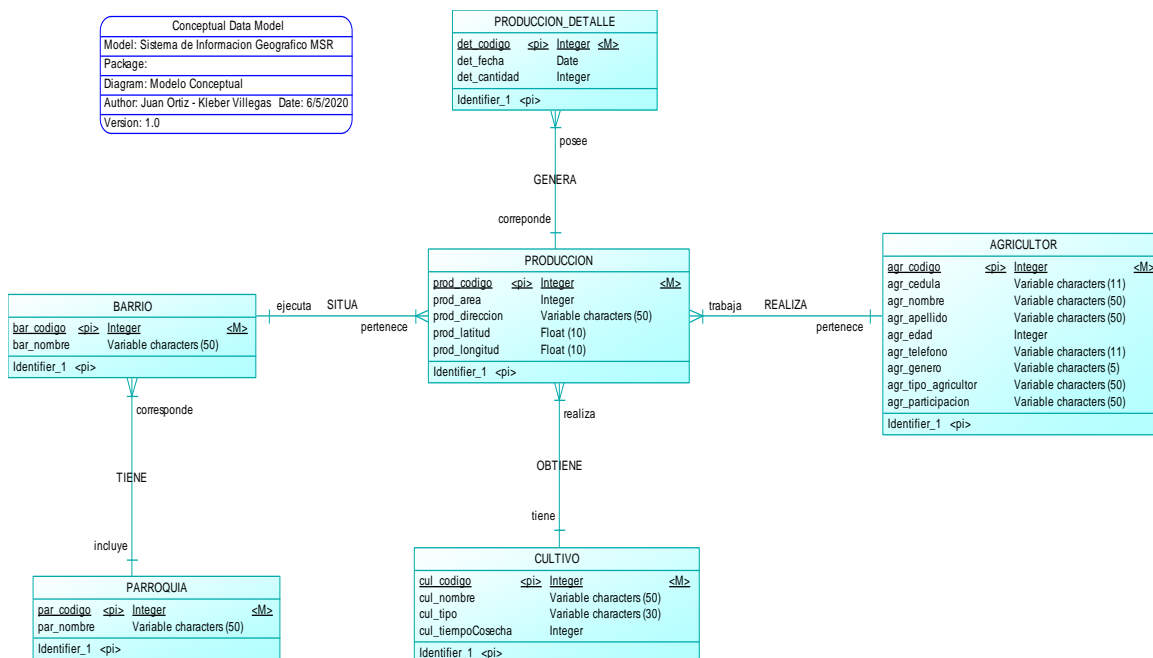 Conceptual Data Model
Model: Sistema de Informacion Geografico MSR
Package:
Diagram: Modelo Conceptual
Author: Juan Ortiz - Kleber Villegas Date: 6/5/2020
Version: 1.0
PRODUCCION_DETALLE
det_codigo <pi> Integer <M>
det_fecha Date
det_cantidad Integer
Identifier_1 <pi>
posee
GENERA
correponde
PRODUCCION
prod_codigo <pi> Integer <M>
prod_area Integer
prod_direccion Variable characters (50)
prod_latitud Float (10)
prod_longitud Float (10)
Identifier_1 <pi>
AGRICULTOR
agr_codigo <pi> Integer <M>
agr_cedula Variable characters (11)
agr_nombre Variable characters (50)
agr_apellido Variable characters (50)
agr_edad Integer
agr_telefono Variable characters (11)
agr_genero Variable characters (5)
agr_tipo_agricultor Variable characters (50)
agr_participacion Variable characters (50)
Identifier_1 <pi>
trabaja REALIZA
pertenece
BARRIO
bar_codigo <pi> Integer <M>
bar_nombre Variable characters (50)
Identifier_1 <pi>
ejecuta SITUA
pertenece
corresponde
TIENE
incluye
realiza
OBTIENE
tiene
PARROQUIA
par_codigo <pi> Integer <M>
par_nombre Variable characters (50)
Identifier_1 <pi>
CULTIVO
cul_codigo <pi> Integer <M>
cul_nombre Variable characters (50)
cul_tipo Variable characters (30)
cul_tiempoCosecha Integer
Identifier_1 <pi>